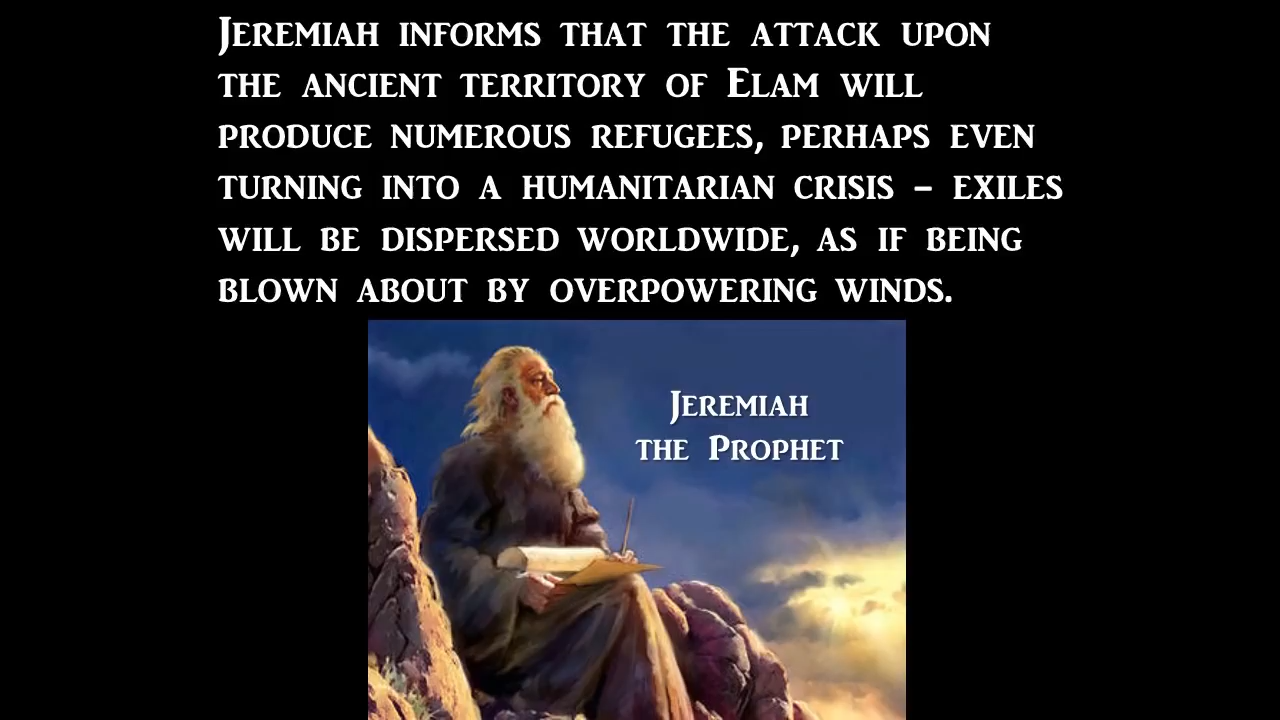 Jeremiah informs that the attack upon
the ancient territory of Elam will
produce numerous refugees, perhaps even
turning into a humanitarian crisis – exiles
will be dispersed worldwide, as if being
blown about by overpowering winds.
Jeremiah
the Prophet